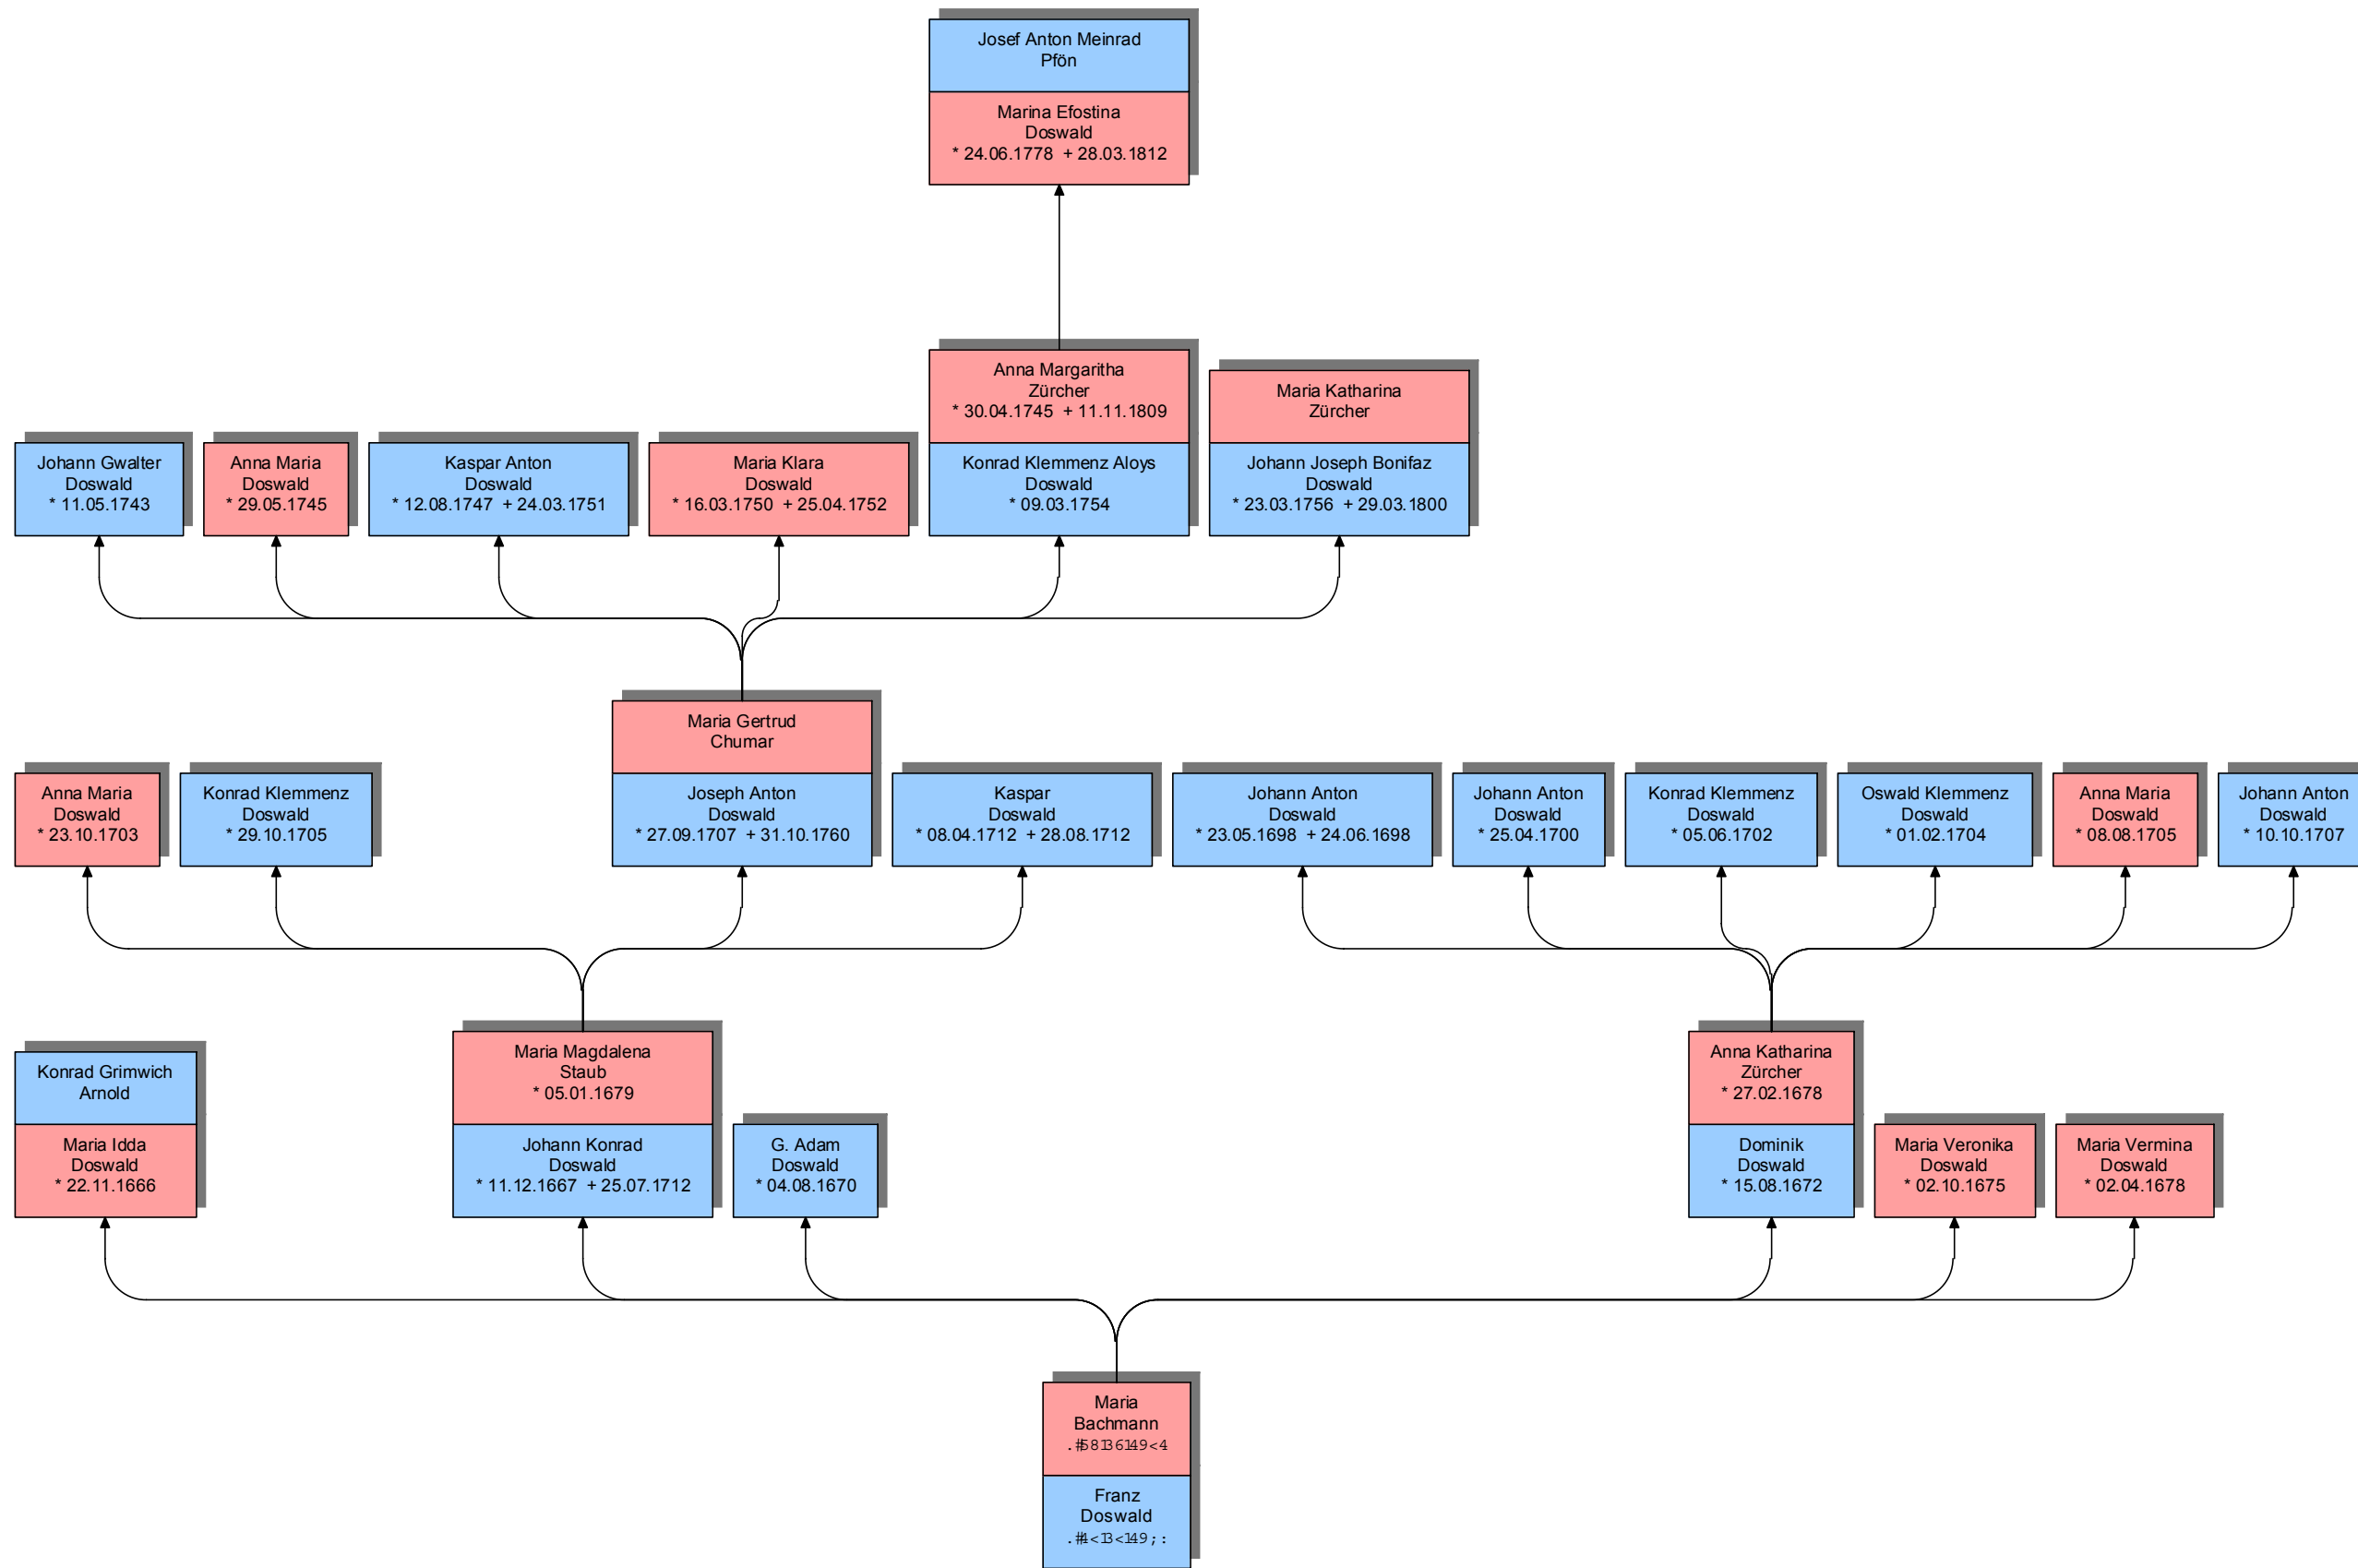 Josef Anton Meinrad
Pfön
Marina Efostina
Doswald
* 24.06.1778 + 28.03.1812
Anna Margaritha
Zürcher
* 30.04.1745 + 11.11.1809
Maria Katharina
Zürcher
Johann Gwalter
Doswald
* 11.05.1743
Anna Maria
Doswald
* 29.05.1745
Kaspar Anton
Doswald
* 12.08.1747 + 24.03.1751
Maria Klara
Doswald
* 16.03.1750 + 25.04.1752
Konrad Klemmenz Aloys
Doswald
* 09.03.1754
Johann Joseph Bonifaz
Doswald
* 23.03.1756 + 29.03.1800
Maria Gertrud
Chumar
Anna Maria
Doswald
* 23.10.1703
Konrad Klemmenz
Doswald
* 29.10.1705
Joseph Anton
Doswald
* 27.09.1707 + 31.10.1760
Kaspar
Doswald
* 08.04.1712 + 28.08.1712
Johann Anton
Doswald
* 23.05.1698 + 24.06.1698
Johann Anton
Doswald
* 25.04.1700
Konrad Klemmenz
Doswald
* 05.06.1702
Oswald Klemmenz
Doswald
* 01.02.1704
Anna Maria
Doswald
* 08.08.1705
Johann Anton
Doswald
* 10.10.1707
Konrad Grimwich
Arnold
Maria Idda
Doswald
* 22.11.1666
Maria Magdalena
Staub
* 05.01.1679
Johann Konrad
Doswald
* 11.12.1667 + 25.07.1712
G. Adam
Doswald
* 04.08.1670
Anna Katharina
Zürcher
* 27.02.1678
Dominik
Doswald
* 15.08.1672
Maria Veronika
Doswald
* 02.10.1675
Maria Vermina
Doswald
* 02.04.1678
Maria
Bachmann
Franz
Doswald